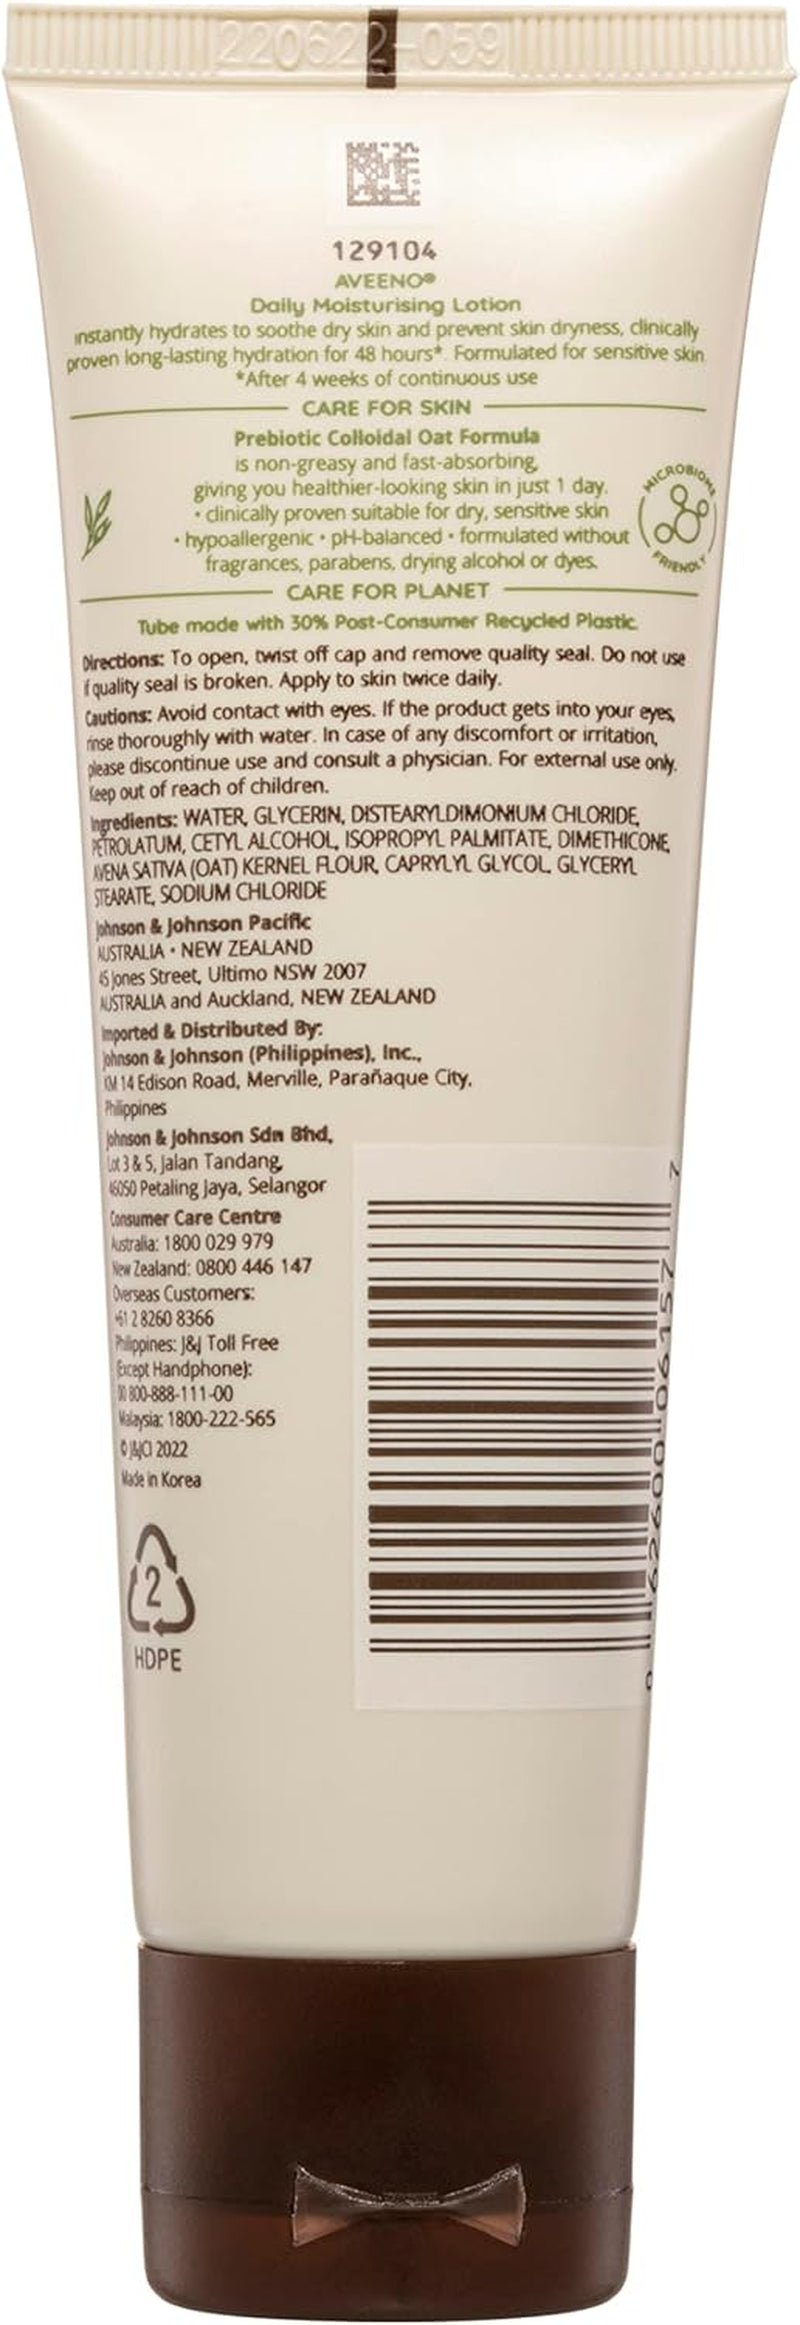 220622-059
129104
AVEENO®
Daily Moisturising Lotion
instantly hydrates to soothe dry skin and prevent skin dryness, clinically
proven long-lasting hydration for 48 hours*. Formulated for sensitive skin
*After 4 weeks of continuous use
CARE FOR SKIN
Prebiotic Colloidal Oat Formula
is non-greasy and fast-absorbing,
giving you healthier-looking skin in just 1 day.
• clinically proven suitable for dry, sensitive skin
• hypoallergenic • pH-balanced • formulated without
fragrances, parabens, drying alcohol or dyes.
MICROBIOME
FRIENDLY
CARE FOR PLANET
Tube made with 30% Post-Consumer Recycled Plastic.
Directions: To open, twist off cap and remove quality seal. Do not use
if quality seal is broken. Apply to skin twice daily.
Cautions: Avoid contact with eyes. If the product gets into your eyes,
rinse thoroughly with water. In case of any discomfort or irritation,
please discontinue use and consult a physician. For external use only.
Keep out of reach of children.
Ingredients: WATER, GLYCERIN, DISTEARYLDIMONIUM CHLORIDE,
PETROLATUM, CETYL ALCOHOL, ISOPROPYL PALMITATE, DIMETHICONE,
AVENA SATIVA (OAT) KERNEL FLOUR, CAPRYLYL GLYCOL, GLYCERYL
STEARATE, SODIUM CHLORIDE
Johnson & Johnson Pacific
AUSTRALIA • NEW ZEALAND
45 Jones Street, Ultimo NSW 2007
AUSTRALIA and Auckland, NEW ZEALAND
Imported & Distributed By:
Johnson & Johnson (Philippines), Inc.,
KM 14 Edison Road, Merville, Parañaque City,
Philippines
Johnson & Johnson Sdn Bhd,
Lot 3 & 5, Jalan Tandang,
46050 Petaling Jaya, Selangor
Consumer Care Centre
Australia: 1800 029 979
New Zealand: 0800 446 147
Overseas Customers:
+61 2 8260 8366
Philippines: J&J Toll Free
(Except Handphone):
00 800-888-111-00
Malaysia: 1800-222-565
© J&JCI 2022
Made in Korea
2
HDPE
0 62600 06157 7